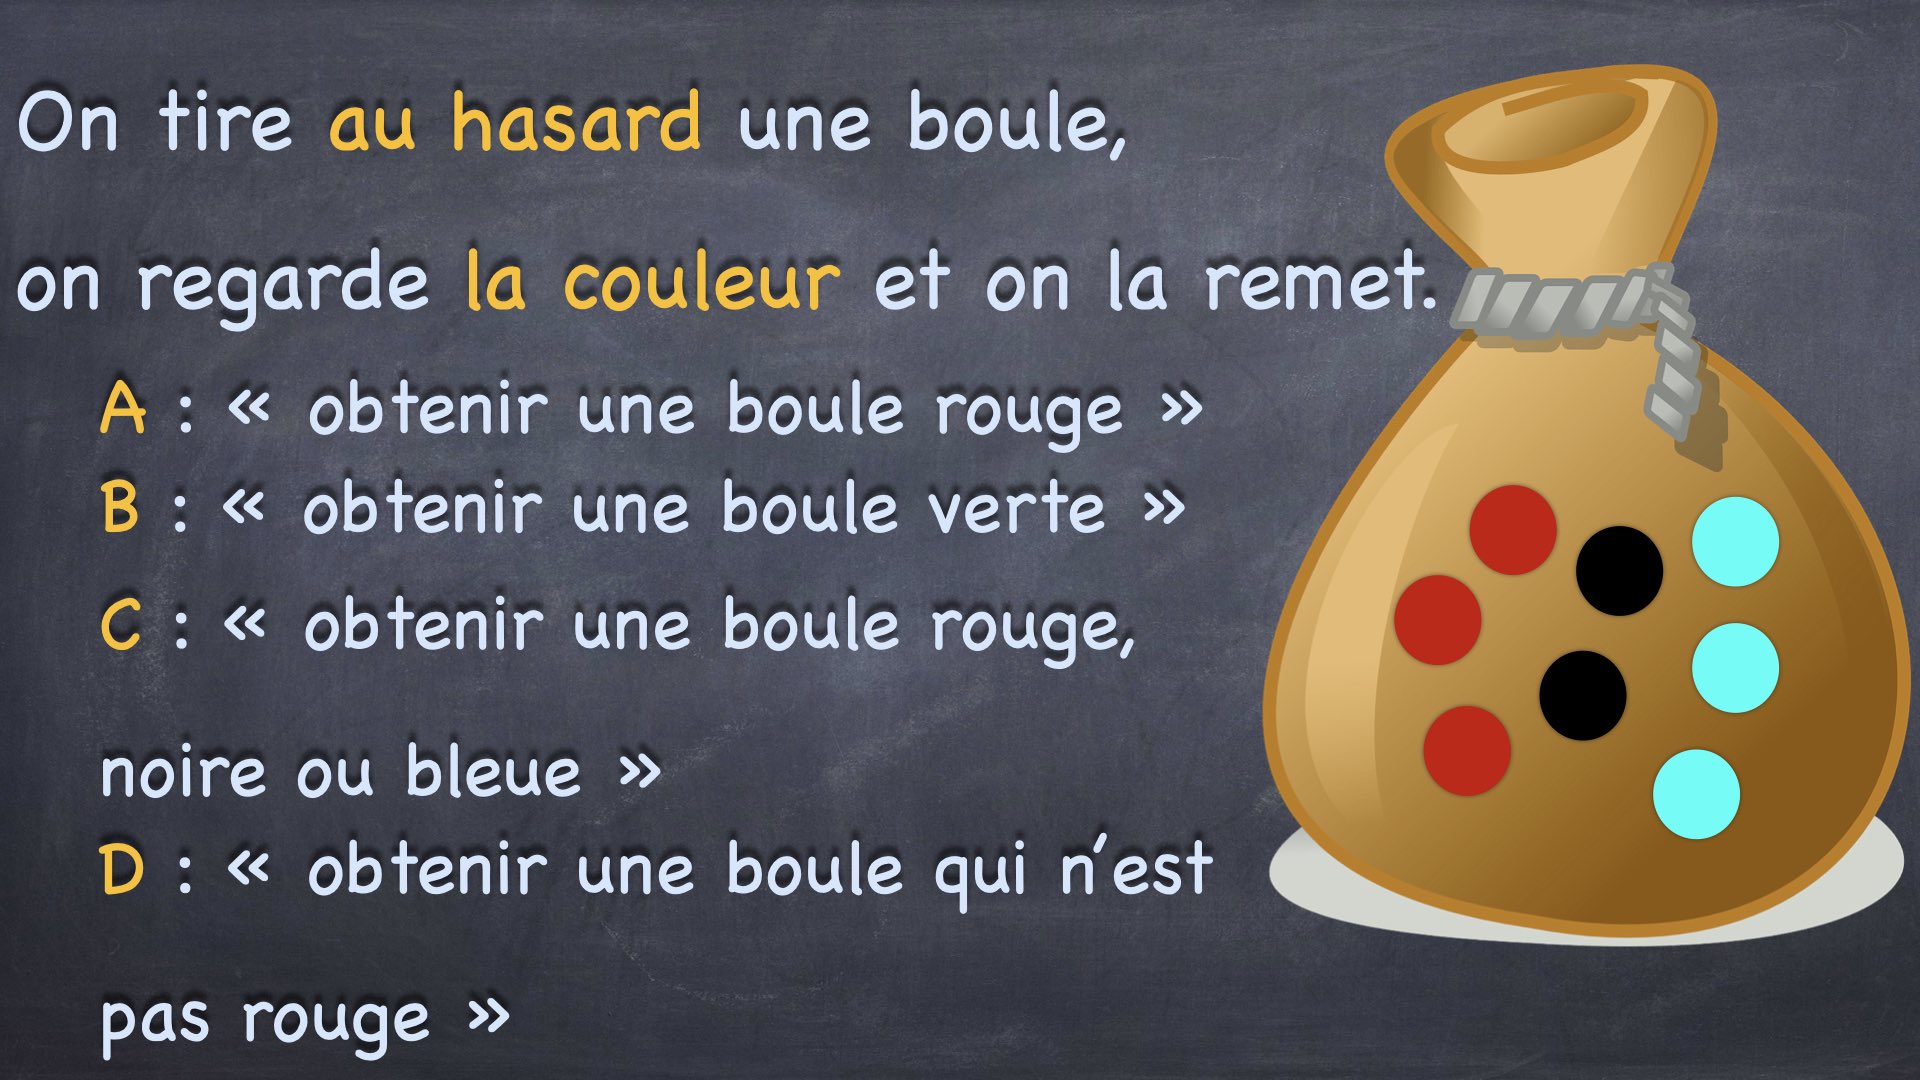 On tire au hasard une boule,
on regarde la couleur et on la remet.
A : « obtenir une boule rouge »
B : « obtenir une boule verte »
C : « obtenir une boule rouge,
noire ou bleue »
D : « obtenir une boule qui n’est
pas rouge »